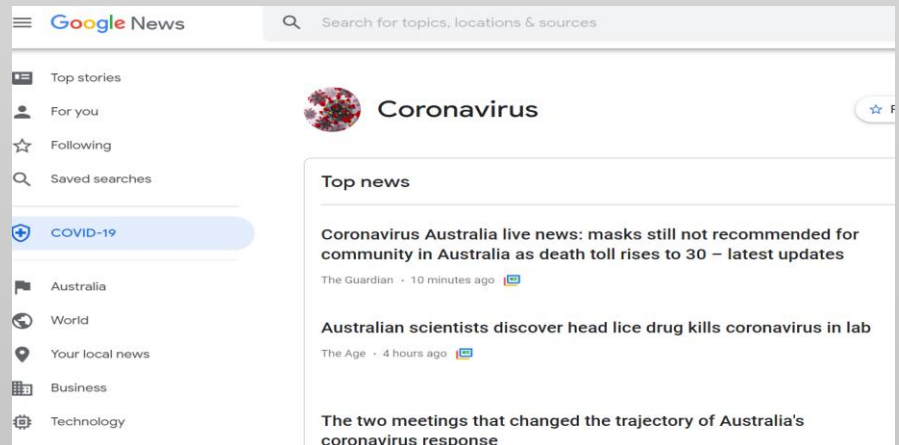 Google News
Search for topics, locations & sources
Top stories
For you
Following
Saved searches
COVID-19
Australia
World
Your local news
Business
Technology
Coronavirus
F
Top news
Coronavirus Australia live news: masks still not recommended for
community in Australia as death toll rises to 30 – latest updates
The Guardian · 10 minutes ago
Australian scientists discover head lice drug kills coronavirus in lab
The Age · 4 hours ago
The two meetings that changed the trajectory of Australia's
coronavirus response